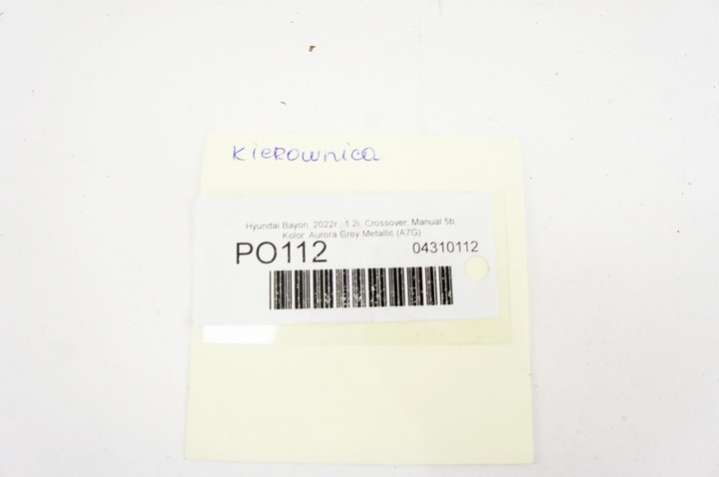 Kierownica
Hyundai Bayon, 2022r., 1.2i, Crossover, Manual 5b,
Kolor: Aurora Grey Metallic (A7G)
PO112
04310112